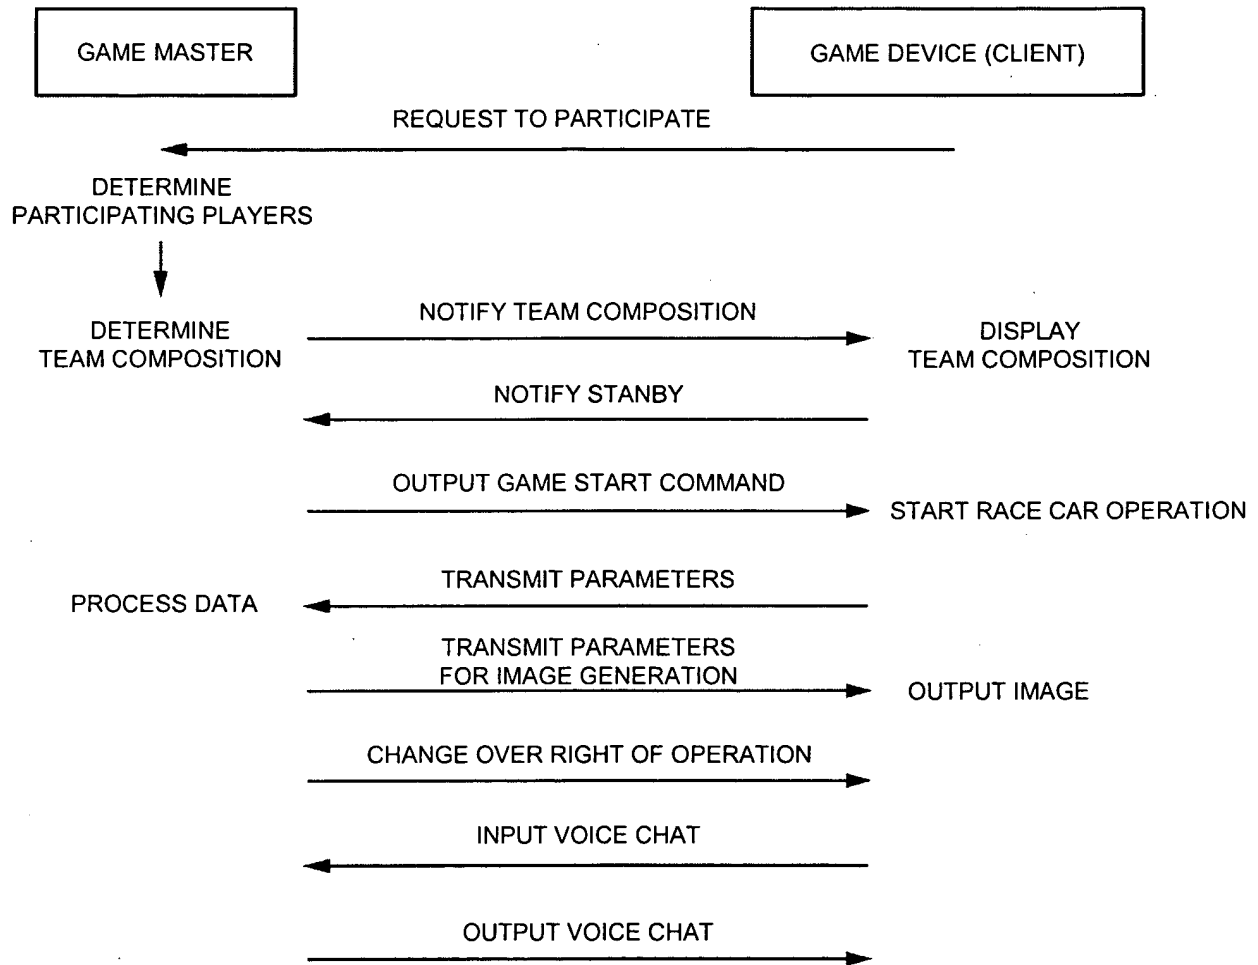 GAME MASTER
GAME DEVICE (CLIENT)
REQUEST TO PARTICIPATE
DETERMINE
PARTICIPATING PLAYERS
NOTIFY TEAM COMPOSITION
DETERMINE
TEAM COMPOSITION
DISPLAY
TEAM COMPOSITION
NOTIFY STANBY
OUTPUT GAME START COMMAND
START RACE CAR OPERATION
TRANSMIT PARAMETERS
PROCESS DATA
TRANSMIT PARAMETERS
FOR IMAGE GENERATION
OUTPUT IMAGE
CHANGE OVER RIGHT OF OPERATION
INPUT VOICE CHAT
OUTPUT VOICE CHAT